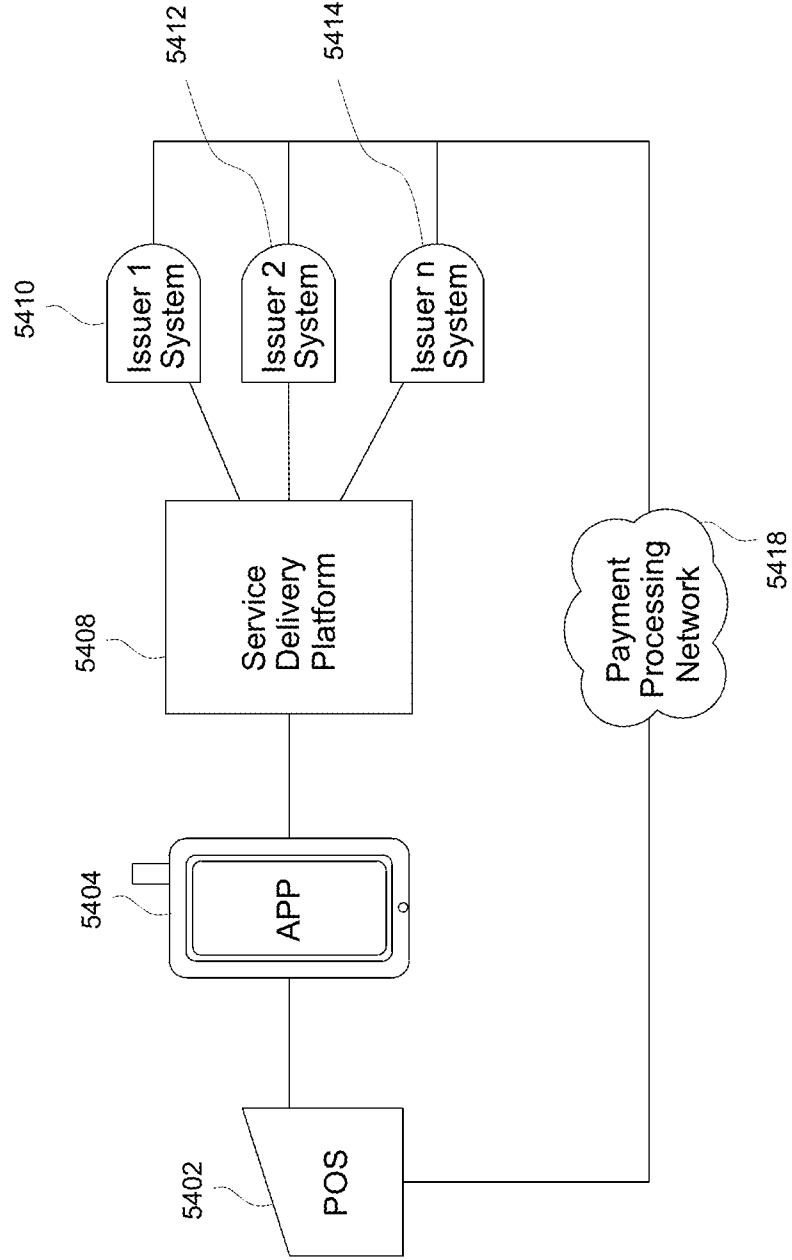 5402
POS
5404
APP
5408
Service
Delivery
Platform
5410
Issuer 1
System
5412
Issuer 2
System
5414
Issuer n
System
Payment
Processing
Network
5418